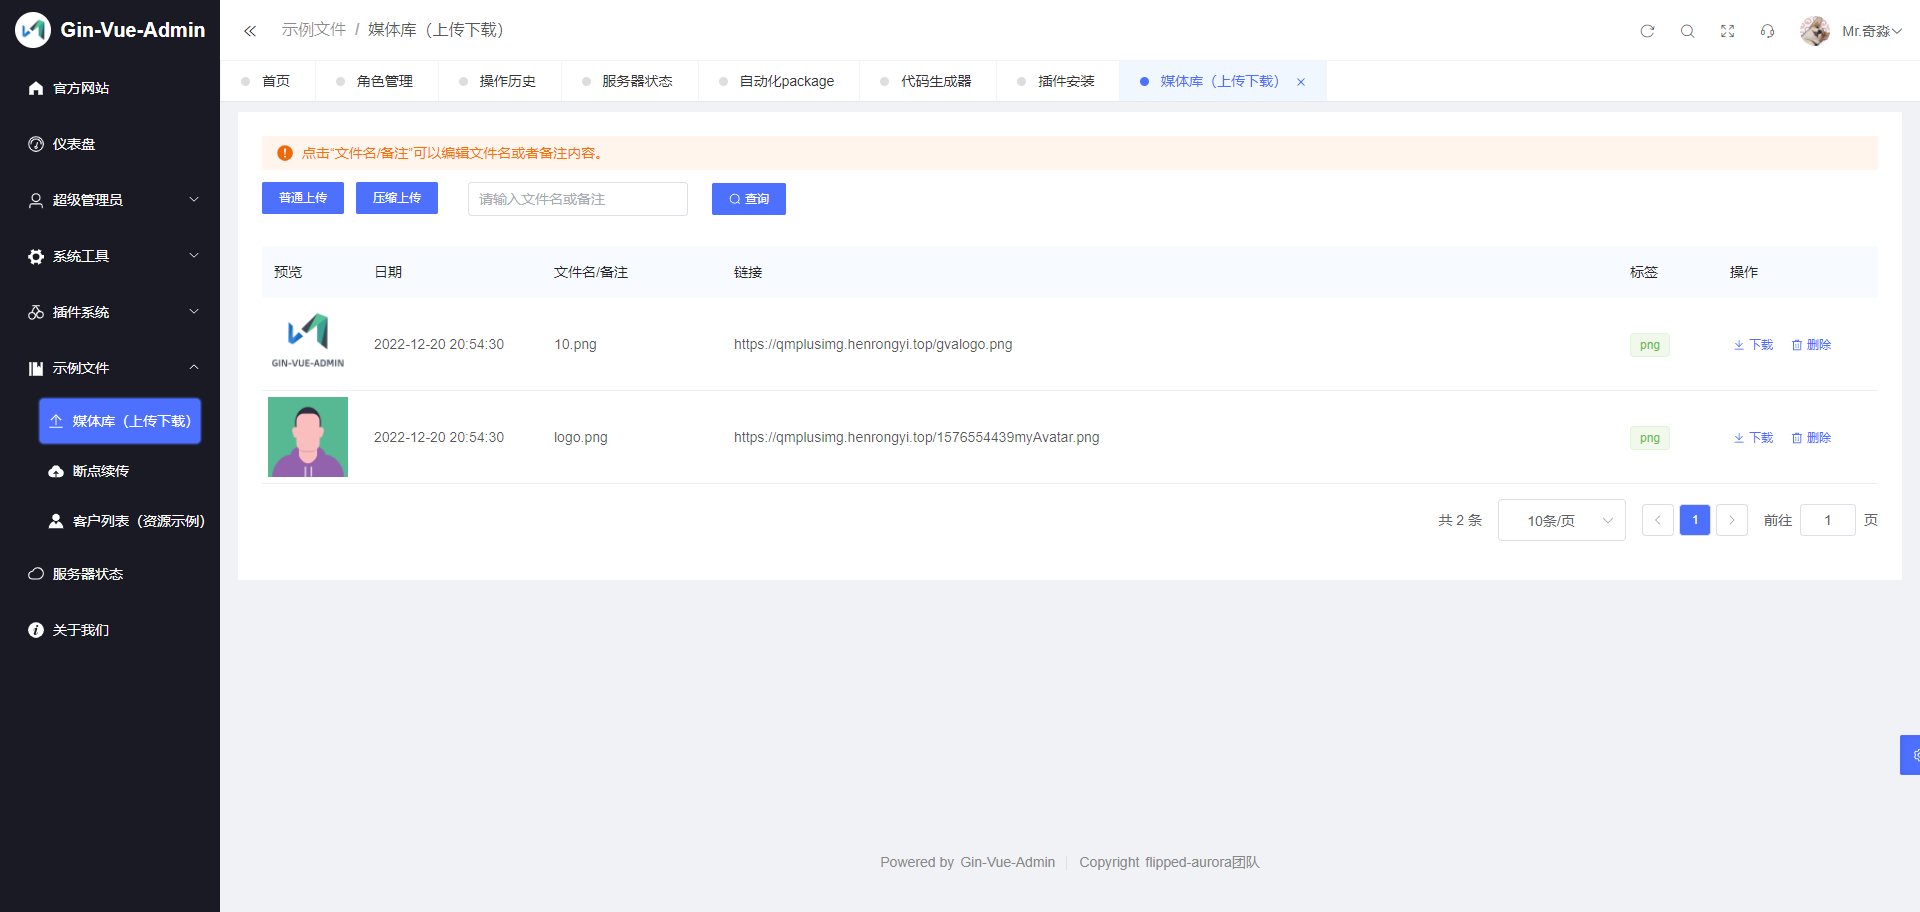 Gin-Vue-Admin
官方网站
仪表盘
超级管理员
系统工具
插件系统
示例文件
媒体库（上传下载）
断点续传
客户列表（资源示例）
服务器状态
关于我们
示例文件 / 媒体库（上传下载）
Mr.奇淼
首页 角色管理 操作历史 服务器状态 自动化package 代码生成器 插件安装 媒体库（上传下载）
点击“文件名/备注”可以编辑文件名或者备注内容。
普通上传 压缩上传 请输入文件名或备注 查询
预览 日期 文件名/备注 链接 标签 操作
GIN-VUE-ADMIN
2022-12-20 20:54:30 10.png https://qmplusimg.henrongyi.top/gvalogo.png png 下载 删除
2022-12-20 20:54:30 logo.png https://qmplusimg.henrongyi.top/1576554439myAvatar.png png 下载 删除
共 2 条 10条/页 1 前往 1 页
Powered by Gin-Vue-Admin Copyright flipped-aurora团队